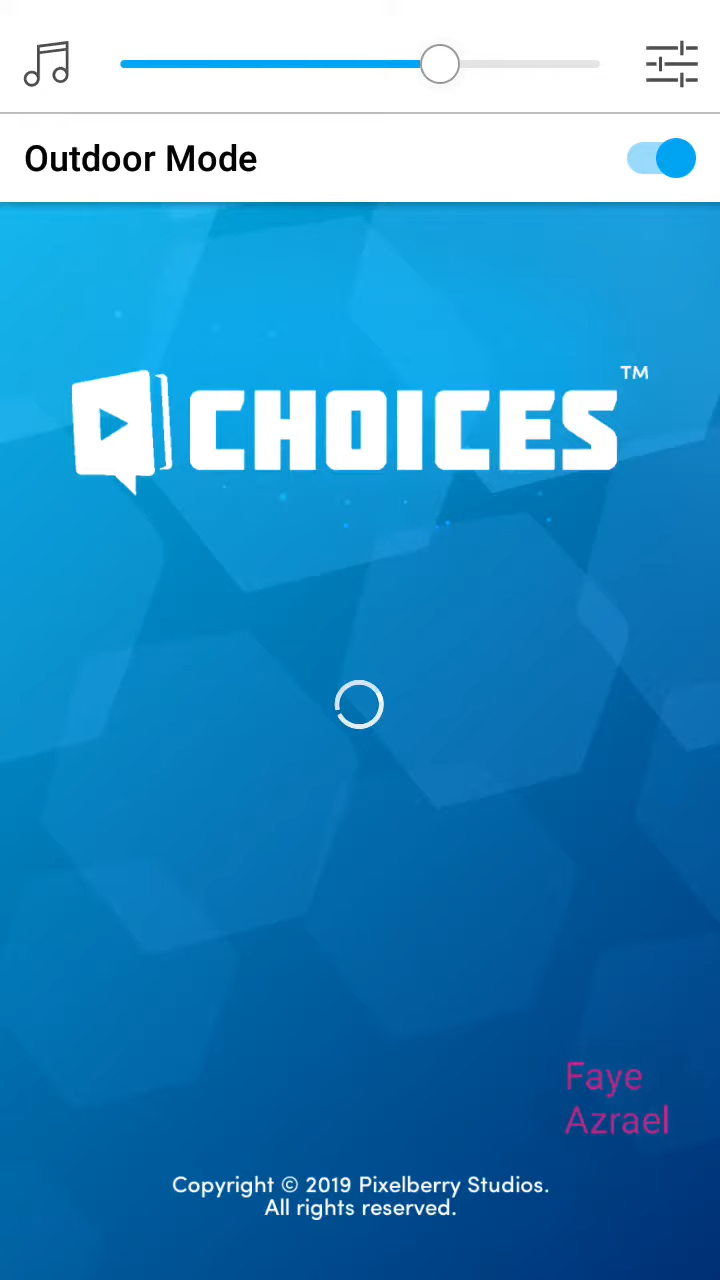 Outdoor Mode
CHOICES™
Faye
Azrael
Copyright © 2019 Pixelberry Studios.
All rights reserved.